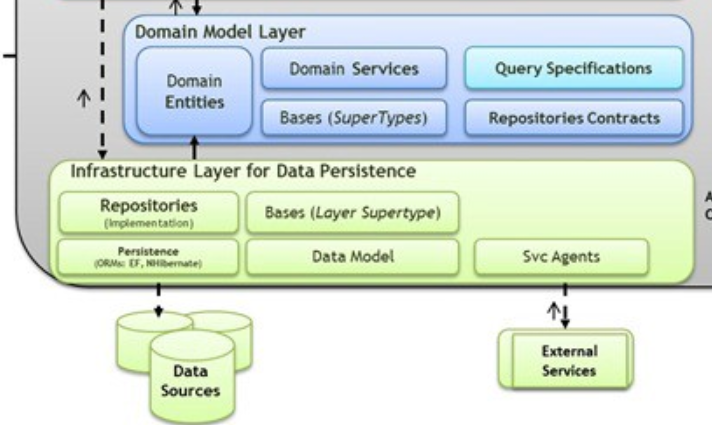 Domain Model Layer
Domain
Entities
Domain Services
Query Specifications
Bases (SuperTypes)
Repositories Contracts
Infrastructure Layer for Data Persistence
Repositories
(Implementation)
Bases (Layer Supertype)
Persistence
(ORMs: EF, NHibernate)
Data Model
Svc Agents
Data
Sources
External
Services